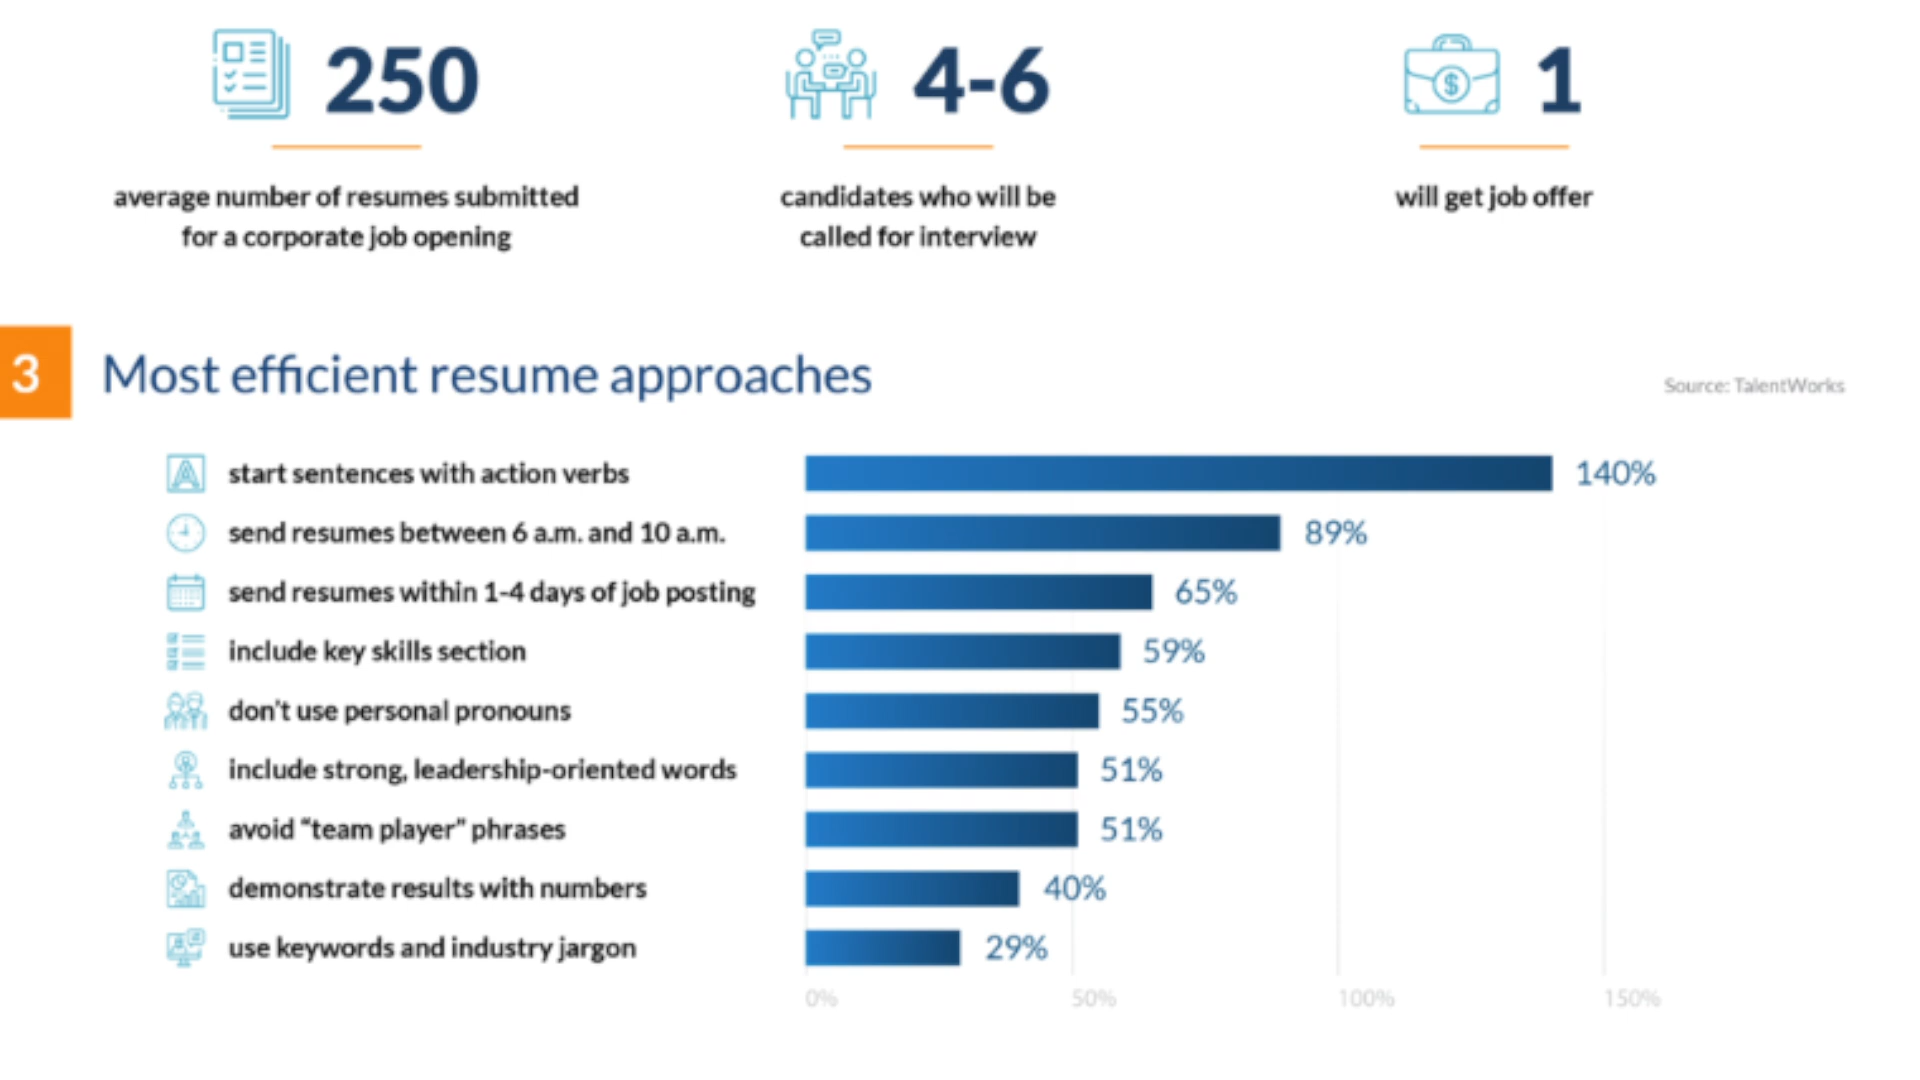 250
4-6
1
average number of resumes submitted
for a corporate job opening
candidates who will be
called for interview
will get job offer
3
Most efficient resume approaches
Source: TalentWorks
A start sentences with action verbs 140%
send resumes between 6 a.m. and 10 a.m. 89%
send resumes within 1-4 days of job posting 65%
include key skills section 59%
don't use personal pronouns 55%
include strong, leadership-oriented words 51%
avoid “team player” phrases 51%
demonstrate results with numbers 40%
use keywords and industry jargon 29%
0% 50% 100% 150%